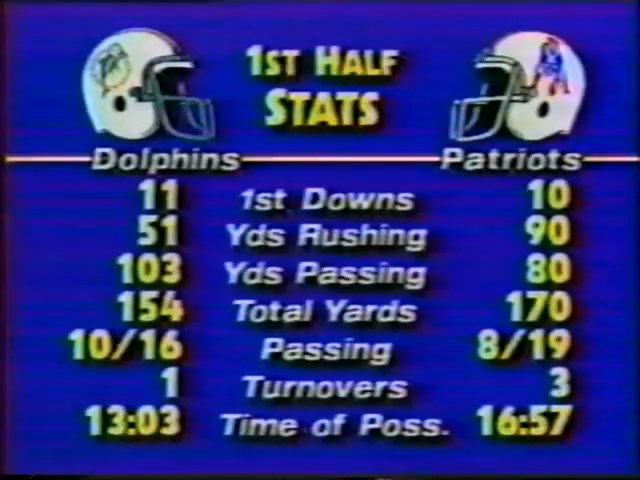 1ST HALF
STATS
Dolphins Patriots
11 1st Downs 10
51 Yds Rushing 90
103 Yds Passing 80
154 Total Yards 170
10/16 Passing 8/19
1 Turnovers 3
13:03 Time of Poss. 16:57